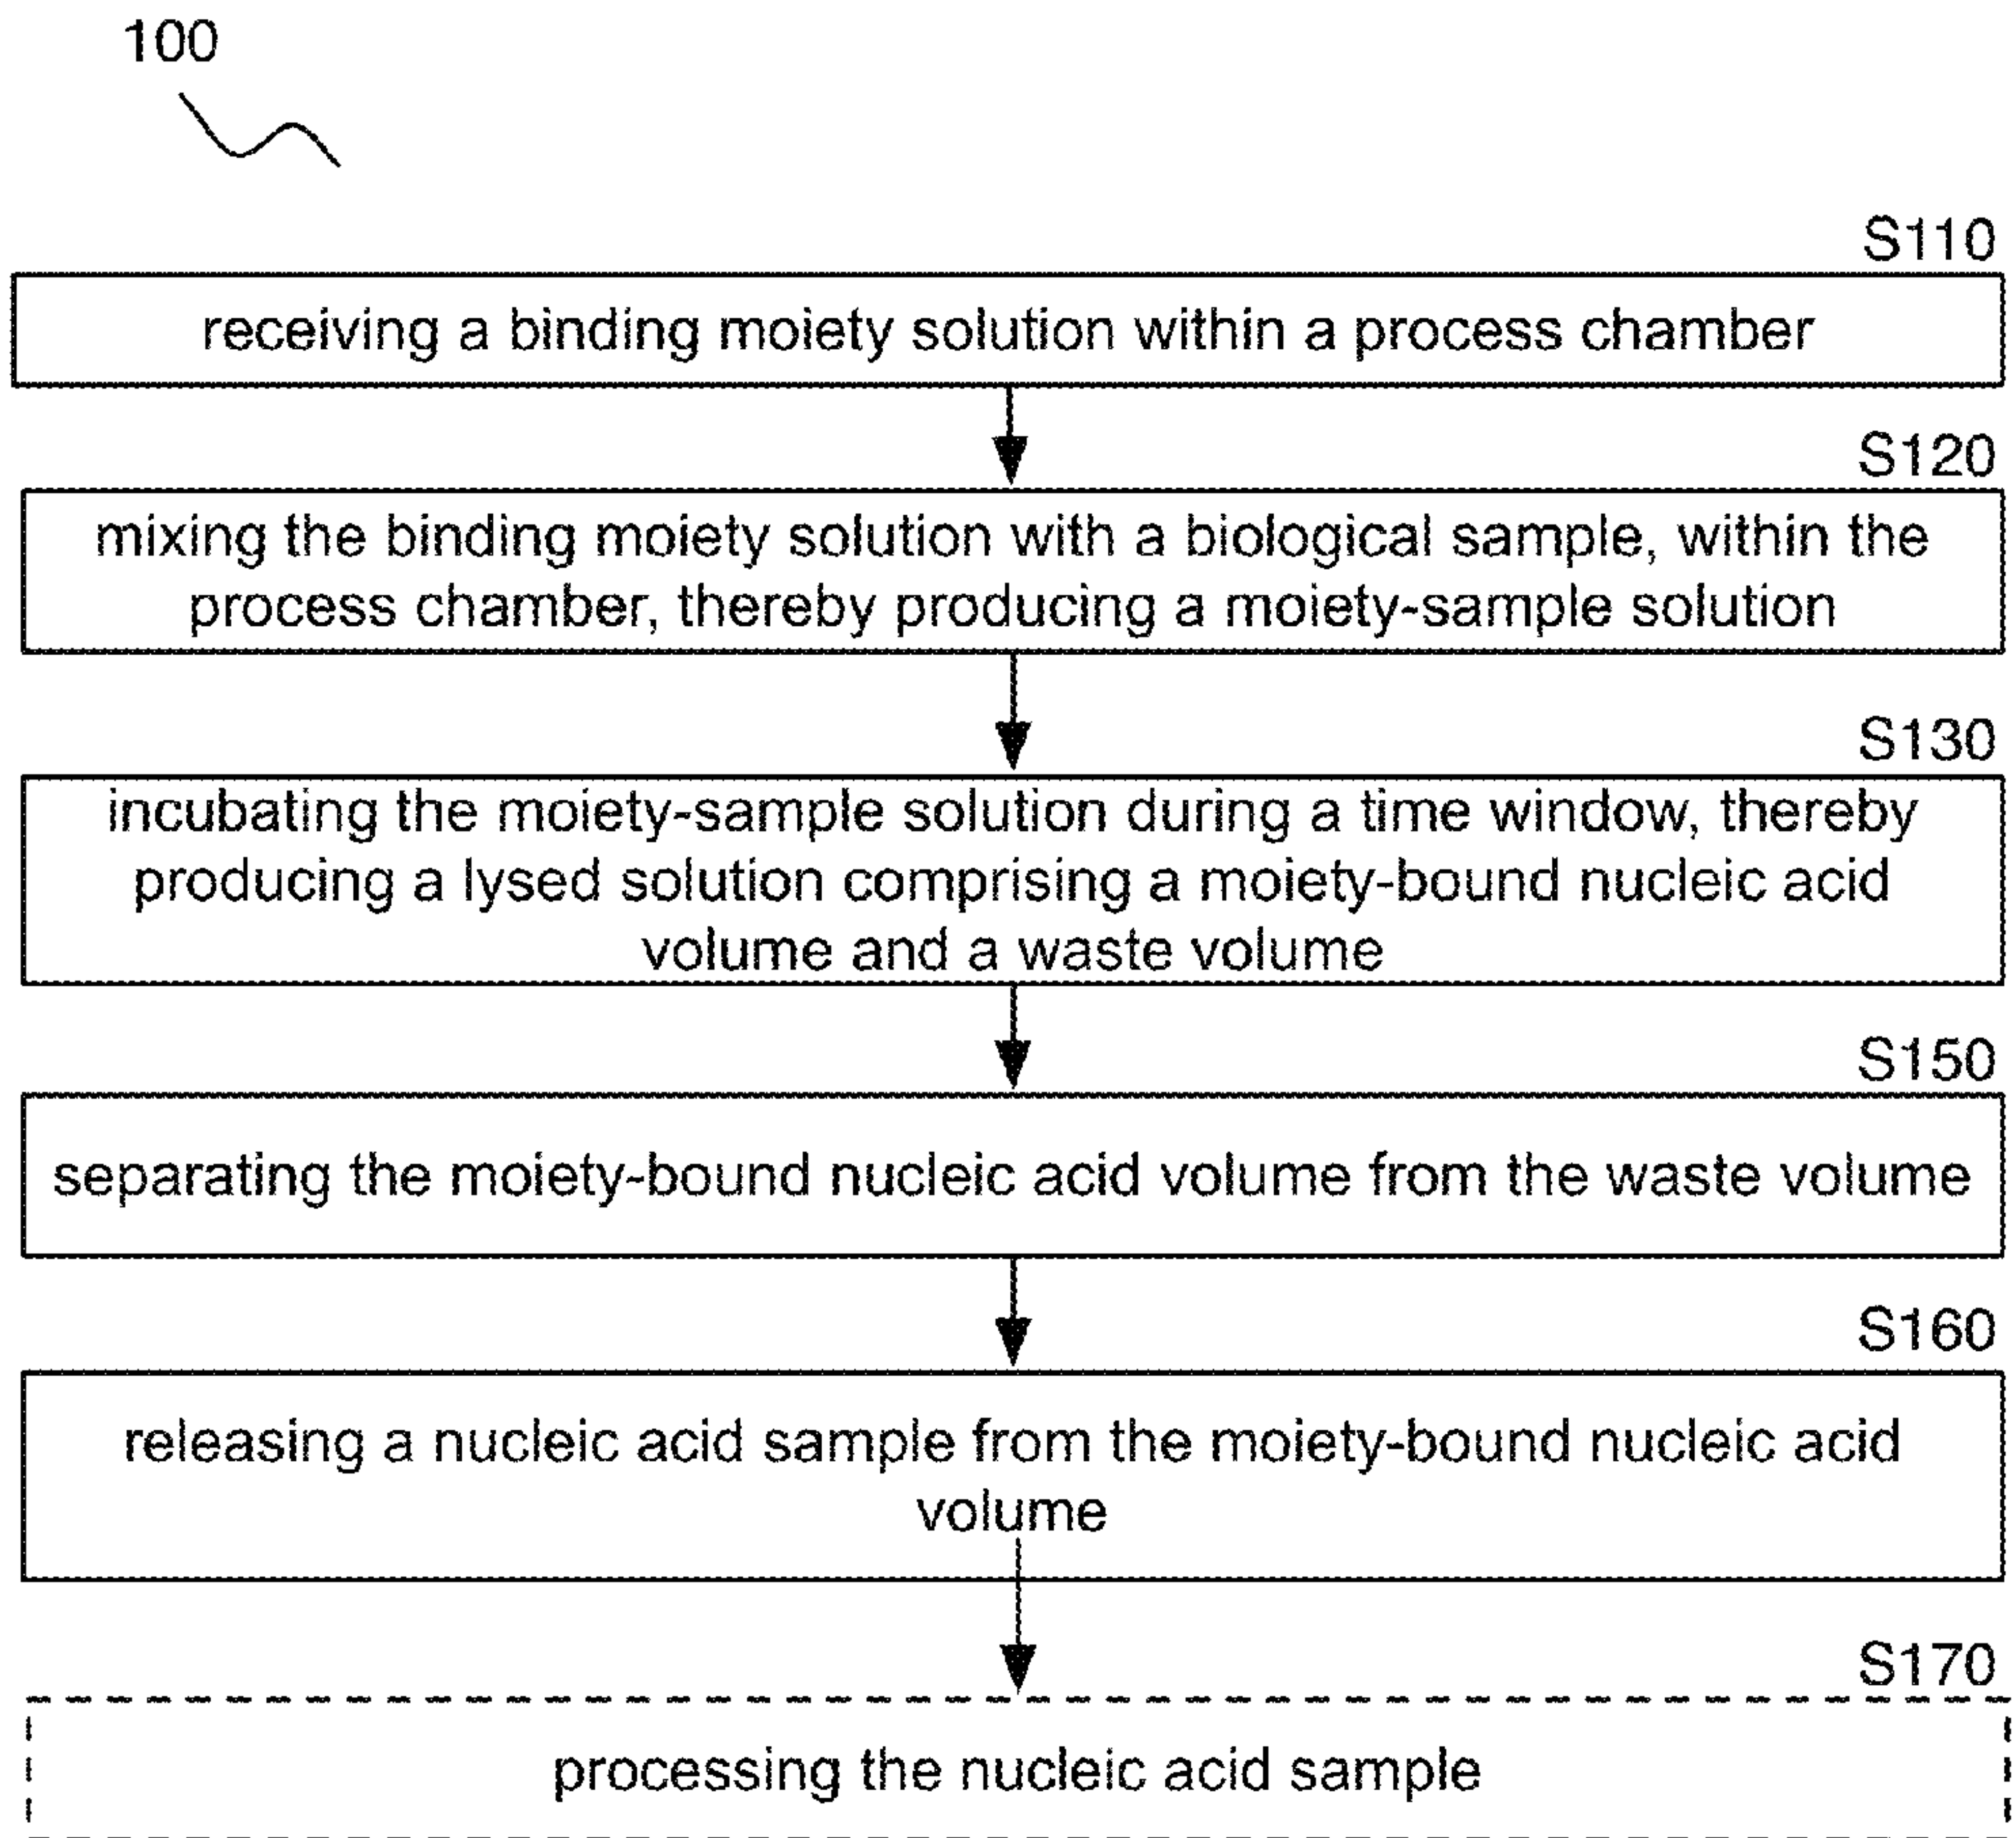 100
S110
receiving a binding moiety solution within a process chamber
S120
mixing the binding moiety solution with a biological sample, within the
process chamber, thereby producing a moiety-sample solution
S130
incubating the moiety-sample solution during a time window, thereby
producing a lysed solution comprising a moiety-bound nucleic acid
volume and a waste volume
S150
separating the moiety-bound nucleic acid volume from the waste volume
S160
releasing a nucleic acid sample from the moiety-bound nucleic acid
volume
S170
processing the nucleic acid sample